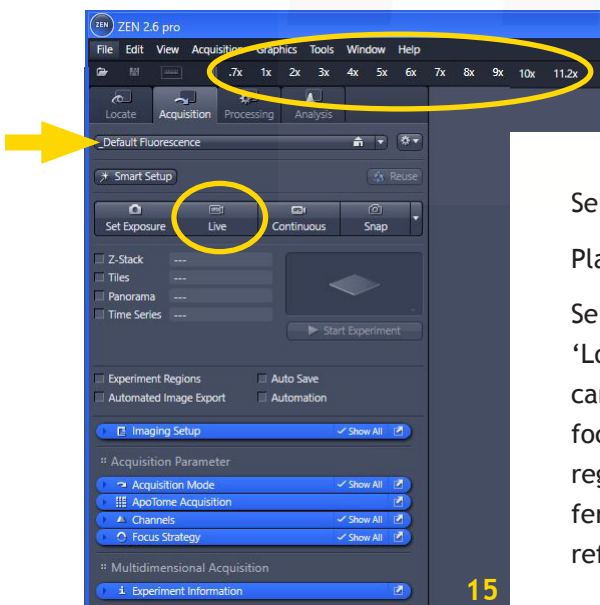 ZEN ZEN 2.6 pro
File Edit View Acquisition Graphics Tools Window Help
.7x 1x 2x 3x 4x 5x 6x 7x 8x 9x 10x 11.2x
Locate Acquisition Processing Analysis
_Default Fluorescence
Smart Setup Reuse
Set Exposure Live Continuous Snap
Z-Stack ---
Tiles ---
Panorama ---
Time Series ---
Start Experiment
Experiment Regions Auto Save
Automated Image Export Automation
Imaging Setup Show All
Acquisition Parameter
Acquisition Mode Show All
ApoTome Acquisition
Channels Show All
Focus Strategy Show All
Multidimensional Acquisition
Experiment Information
15
Se
Pla
Se
‘Lo
ca
foc
reg
fer
ref